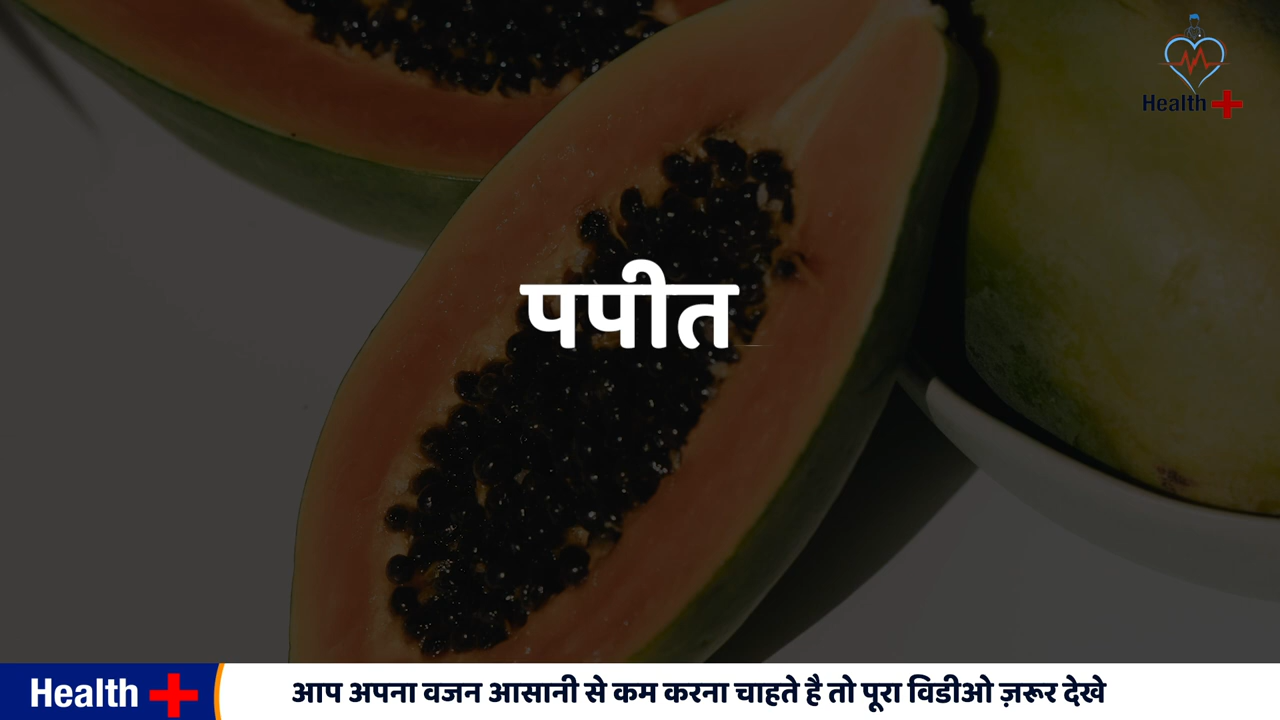 Health
पपीत
Health
आप अपना वजन आसानी से कम करना चाहते है तो पूरा विडीओ ज़रूर देखे